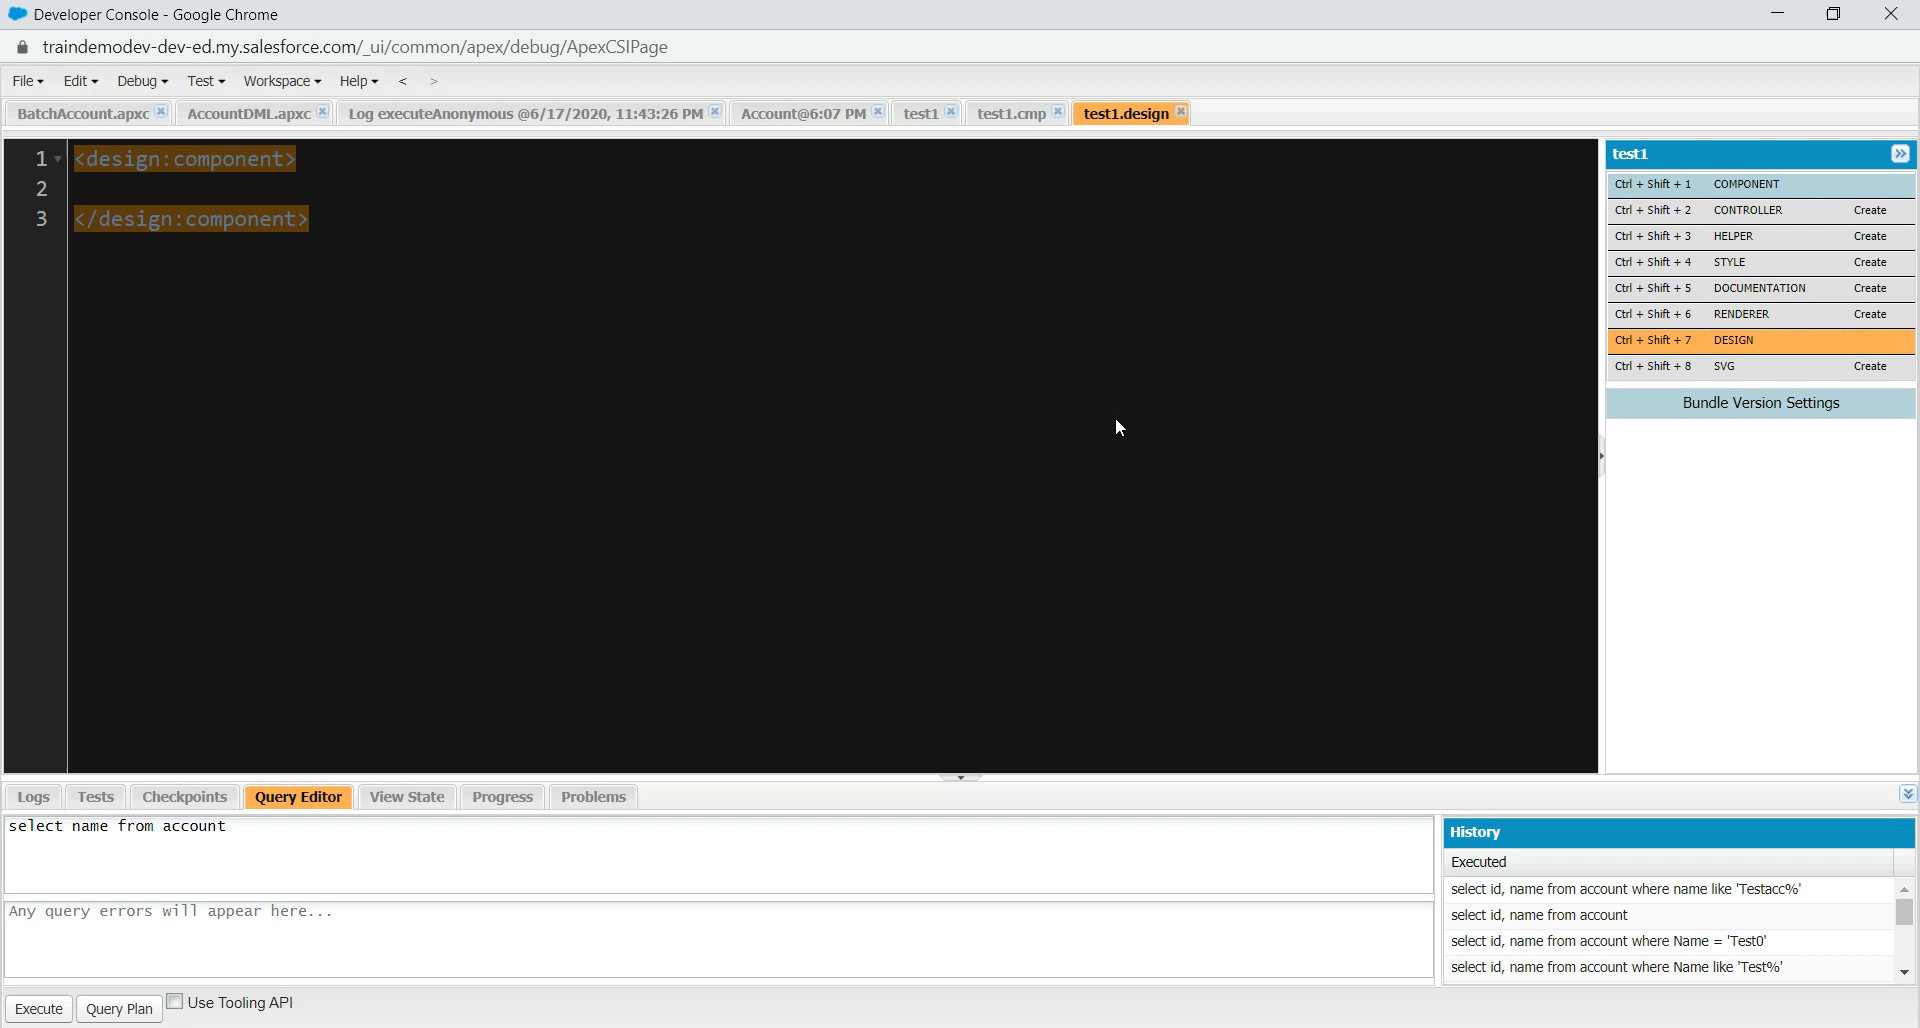 Developer Console - Google Chrome
traindemodev-dev-ed.my.salesforce.com/_ui/common/apex/debug/ApexCSIPage
File Edit Debug Test Workspace Help < >
BatchAccount.apxc AccountDML.apxc Log executeAnonymous @6/17/2020, 11:43:26 PM Account@6:07 PM test1 test1.cmp test1.design
1 <design:component>
2
3 </design:component>
test1
Ctrl + Shift + 1 COMPONENT
Ctrl + Shift + 2 CONTROLLER Create
Ctrl + Shift + 3 HELPER Create
Ctrl + Shift + 4 STYLE Create
Ctrl + Shift + 5 DOCUMENTATION Create
Ctrl + Shift + 6 RENDERER Create
Ctrl + Shift + 7 DESIGN
Ctrl + Shift + 8 SVG Create
Bundle Version Settings
Logs Tests Checkpoints Query Editor View State Progress Problems
select name from account
Any query errors will appear here...
History
Executed
select id, name from account where name like 'Testacc%'
select id, name from account
select id, name from account where Name = 'Test0'
select id, name from account where Name like 'Test%'
Execute Query Plan Use Tooling API